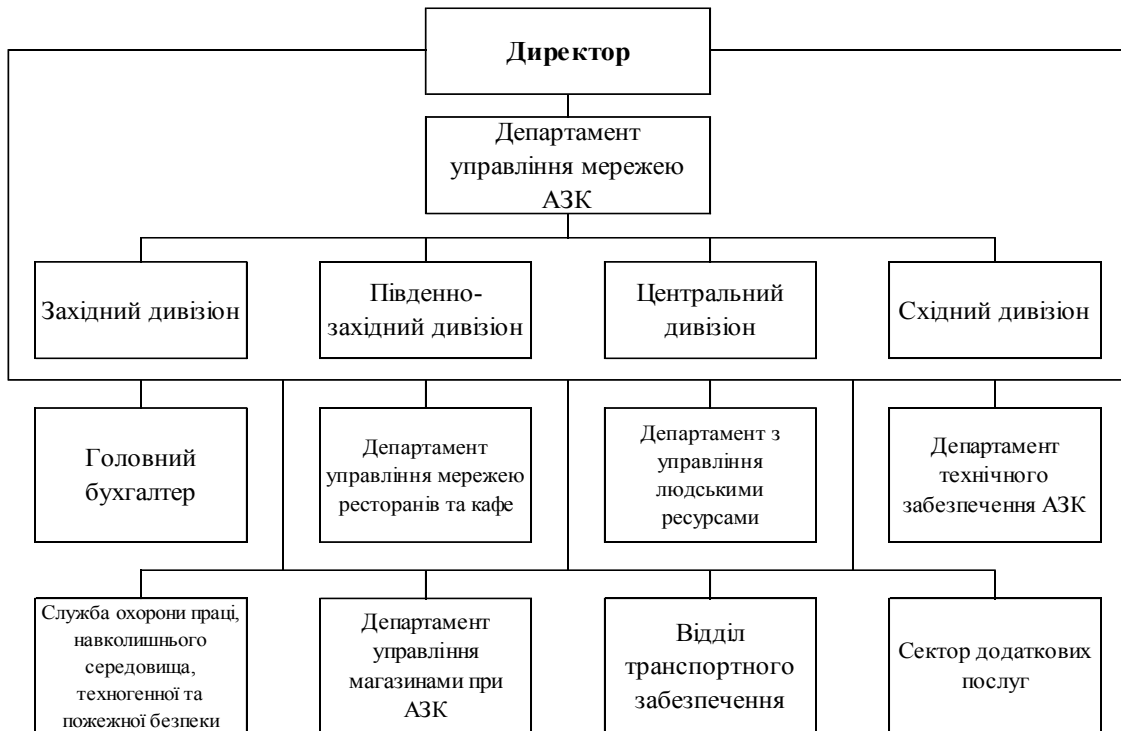 Директор
Департамент
управління мережею
АЗК
Західний дивізіон
Південно-
західний дивізіон
Центральний
дивізіон
Східний дивізіон
Головний
бухгалтер
Департамент
управління мережею
ресторанів та кафе
Департамент з
управління
людськими
ресурсами
Департамент
технічного
забезпечення АЗК
Служба охорони праці,
навколишнього
середовища,
техногенної та
пожежної безпеки
Департамент
управління
магазинами при
АЗК
Відділ
транспортного
забезпечення
Сектор додаткових
послуг